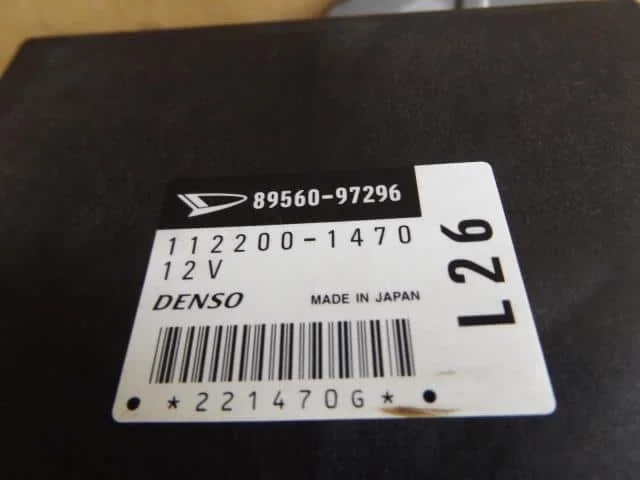 89560-97296
112200-1470
12V
DENSO MADE IN JAPAN
*221470G*
L26